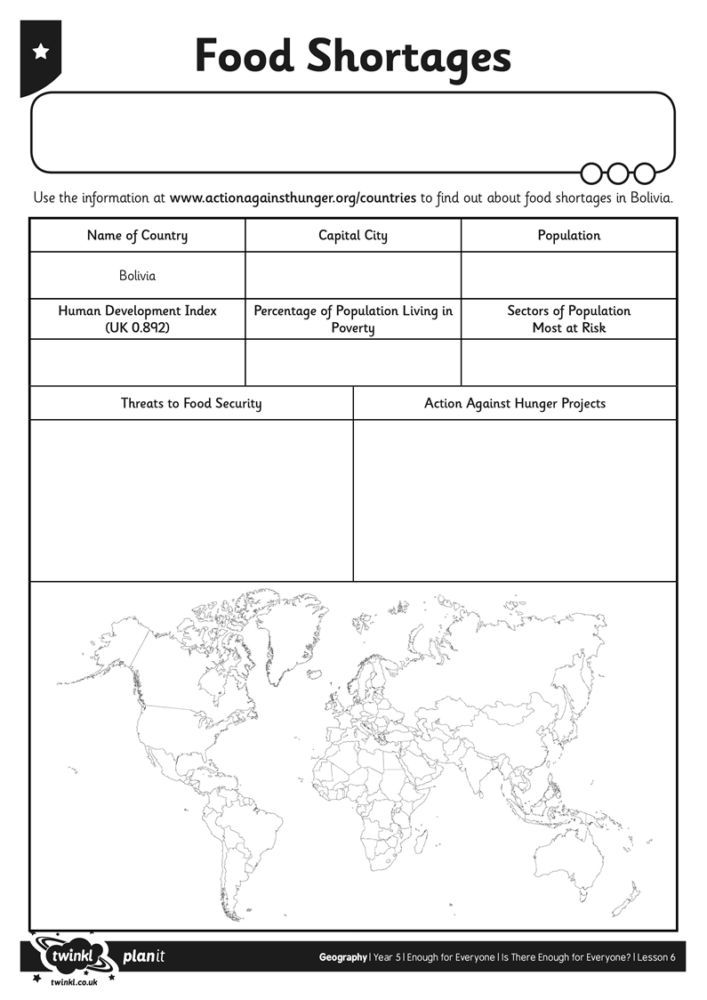 Food Shortages
Use the information at www.actionagainsthunger.org/countries to find out about food shortages in Bolivia.
Name of Country
Capital City
Population
Bolivia
Human Development Index
(UK 0.892)
Percentage of Population Living in
Poverty
Sectors of Population
Most at Risk
Threats to Food Security
Action Against Hunger Projects
twinkl
planit
Geography | Year 5 | Enough for Everyone | Is There Enough for Everyone? | Lesson 6
twinkl.co.uk